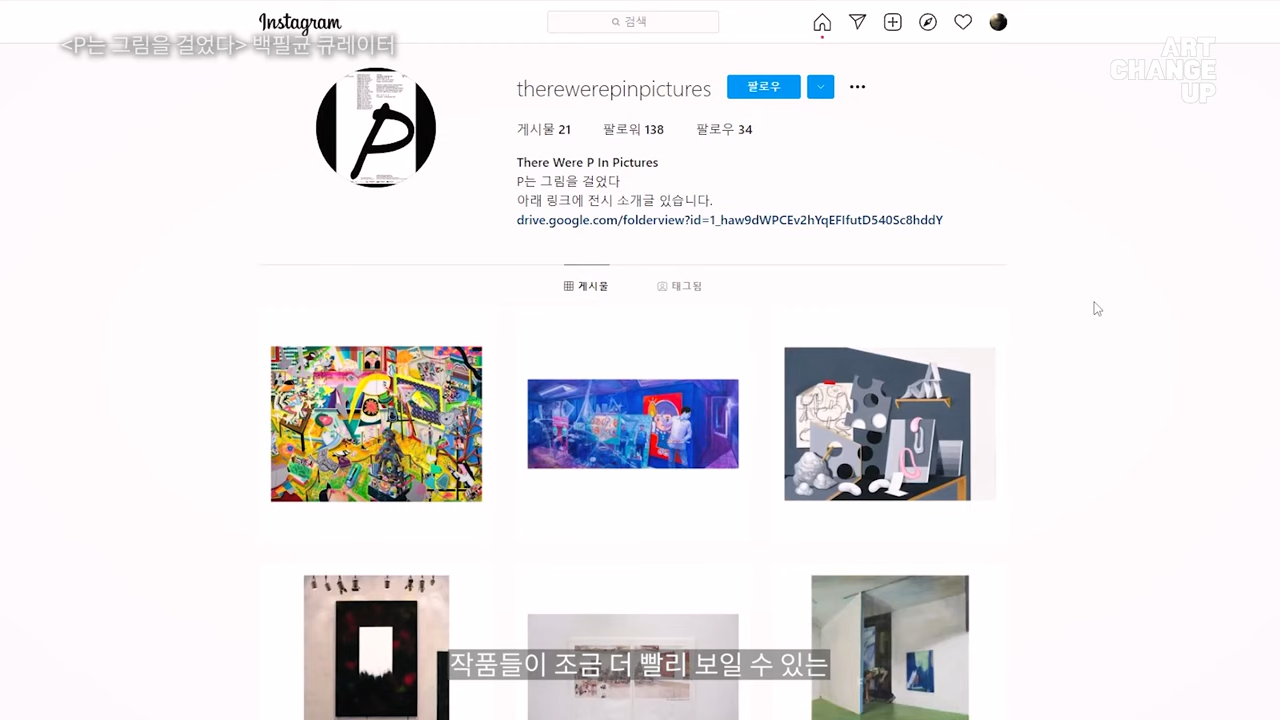 Instagram
검색
<P는 그림을 걸었다> 백필균 큐레이터
ART
CHANGE
UP
P
therewerepinpictures
팔로우
게시물 21
팔로워 138
팔로우 34
There Were P In Pictures
P는 그림을 걸었다
아래 링크에 전시 소개글 있습니다.
drive.google.com/folderview?id=1_haw9dWPCEv2hYqEFIfutD540Sc8hddY
게시물
태그됨
작품들이 조금 더 빨리 보일 수 있는